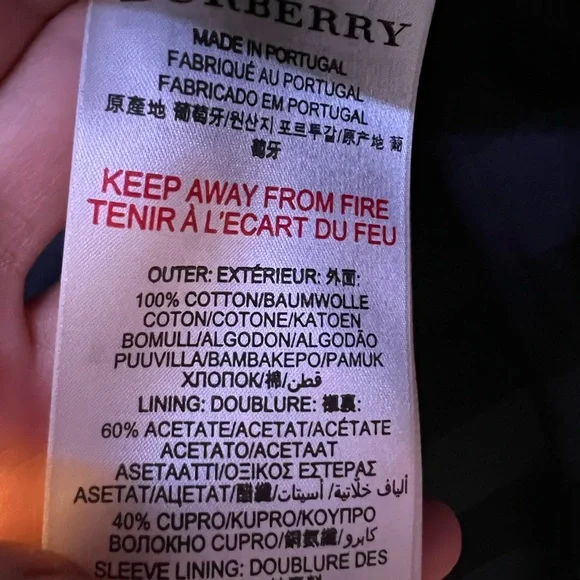 BURBERRY
MADE IN PORTUGAL
FABRIQUÉ AU PORTUGAL
FABRICADO EM PORTUGAL
原產地 葡萄牙/원산지 포르투갈/原产地 葡
萄牙
KEEP AWAY FROM FIRE
TENIR À L'ECART DU FEU
OUTER: EXTÉRIEUR: 外面:
100% COTTON/BAUMWOLLE
COTON/COTONE/KATOEN
BOMULL/ALGODON/ALGODÃO
PUUVILLA/BAMBAKEPO/PAMUK
ХЛОПОК/棉/قطن
LINING: DOUBLURE: 裏:
60% ACETATE/ACETAT/ACÉTATE
ACETATO/ACETAAT
ASETAATTI/ΟΞΙΚΟΣ ΕΣΤΕΡΑΣ
ASETAT/АЦЕТАТ/醋纖/أسيتات/ ألياف خلاتية
40% CUPRO/KUPRO/ΚΟΥΠΡΟ
ВОЛОКНО CUPRO/銅氨纖/كابرو
SLEEVE LINING: DOUBLURE DES